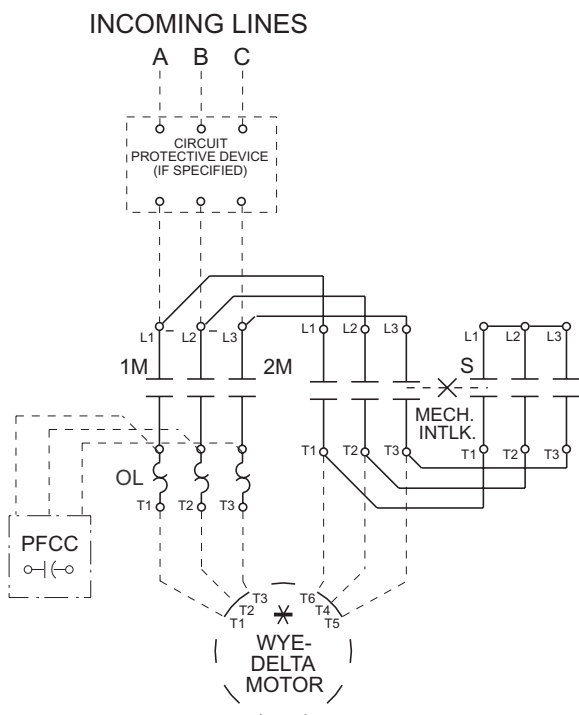 INCOMING LINES
A B C
CIRCUIT
PROTECTIVE DEVICE
(IF SPECIFIED)
L1 L2 L3 L1 L2 L3 L1 L2 L3
1M 2M S
MECH.
INTLK.
T1 T2 T3 T1 T2 T3
OL
T1 T2 T3
PFCC
T1 T2 T3 T6 T4 T5
WYE-
DELTA
MOTOR